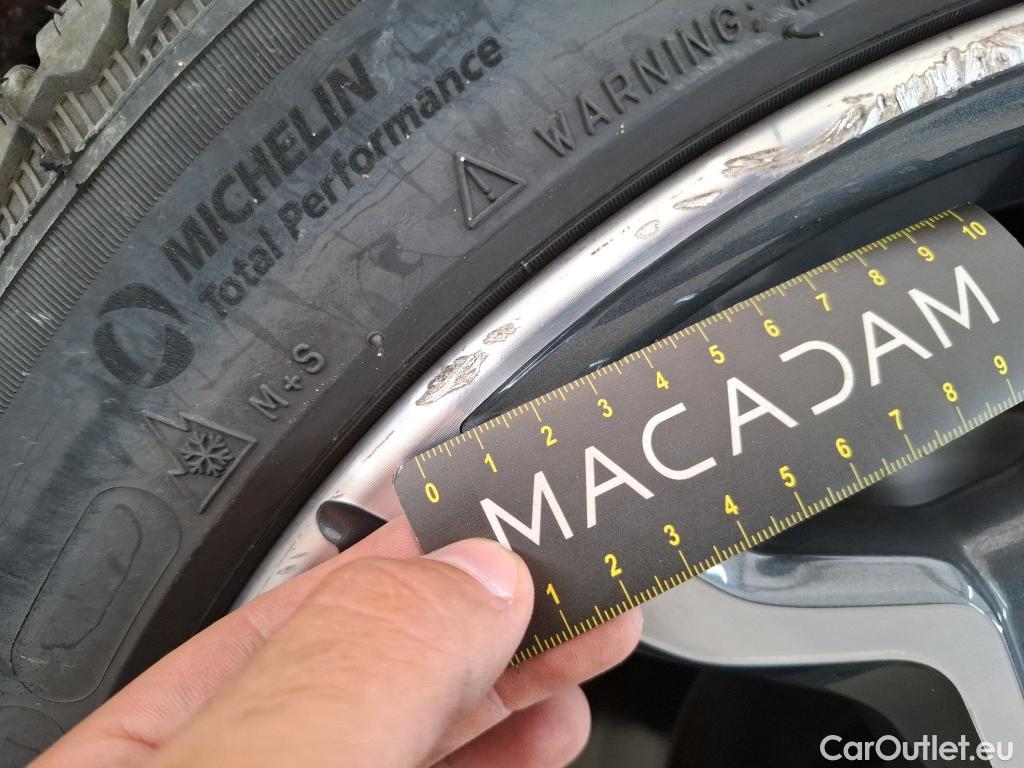 MICHELIN
Total Performance
WARNING:
M+S
0 1 2 3 4 5 6 7 8 9 10
MACADAM
1 2 3 4 5 6 7 8 9
CarOutlet.eu